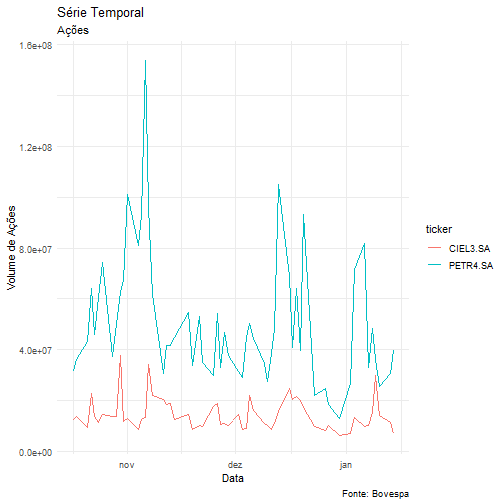 Série Temporal
Ações
1.6e+08
1.2e+08
8.0e+07
4.0e+07
0.0e+00
Volume de Ações
nov
dez
jan
Data
ticker
CIEL3.SA
PETR4.SA
Fonte: Bovespa